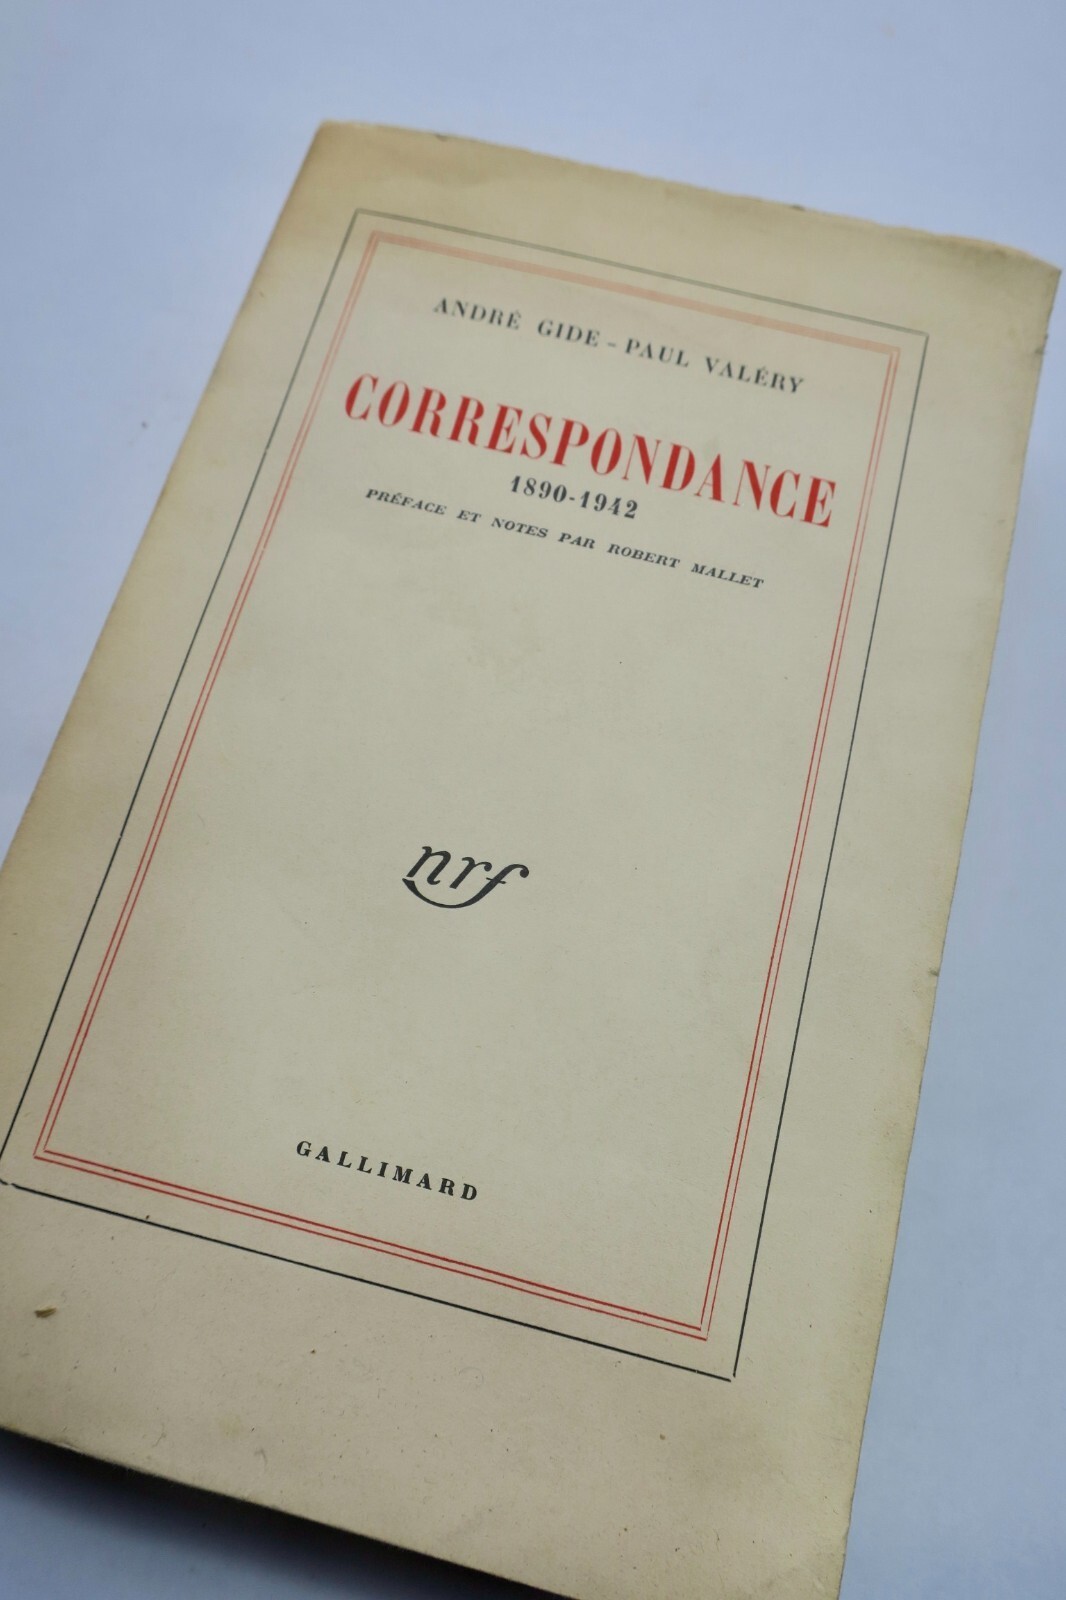 ANDRÉ GIDE - PAUL VALÉRY
CORRESPONDANCE
1890-1942
PRÉFACE ET NOTES PAR ROBERT MALLET
nrf
GALLIMARD